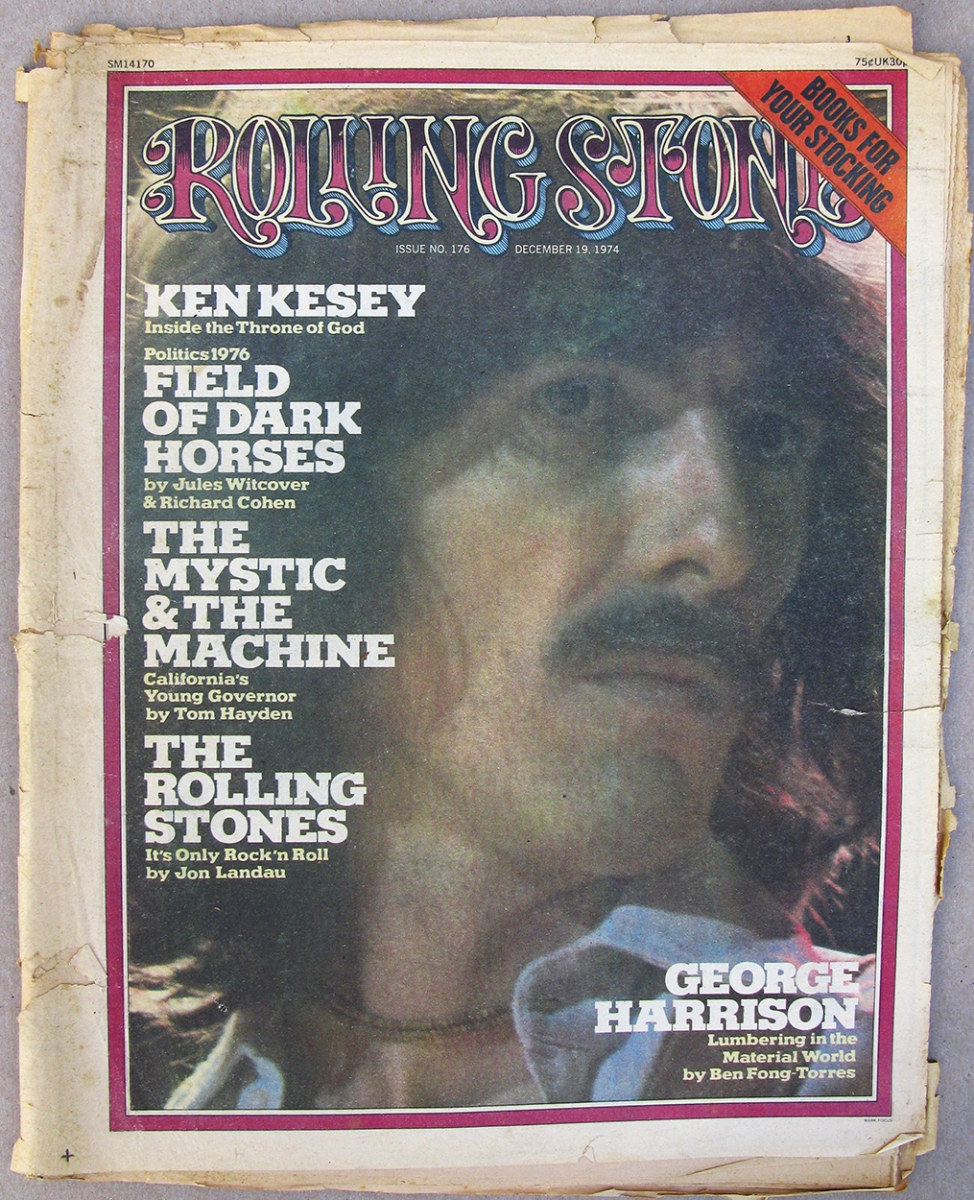 SM14170
75¢UK30p
BOOKS FOR
YOUR STOCKING
ROLLING STONE
ISSUE NO. 176 DECEMBER 19, 1974
KEN KESEY
Inside the Throne of God
Politics 1976
FIELD
OF DARK
HORSES
by Jules Witcover
& Richard Cohen
THE
MYSTIC
& THE
MACHINE
California's
Young Governor
by Tom Hayden
THE
ROLLING
STONES
It's Only Rock'n Roll
by Jon Landau
GEORGE
HARRISON
Lumbering in the
Material World
by Ben Fong-Torres